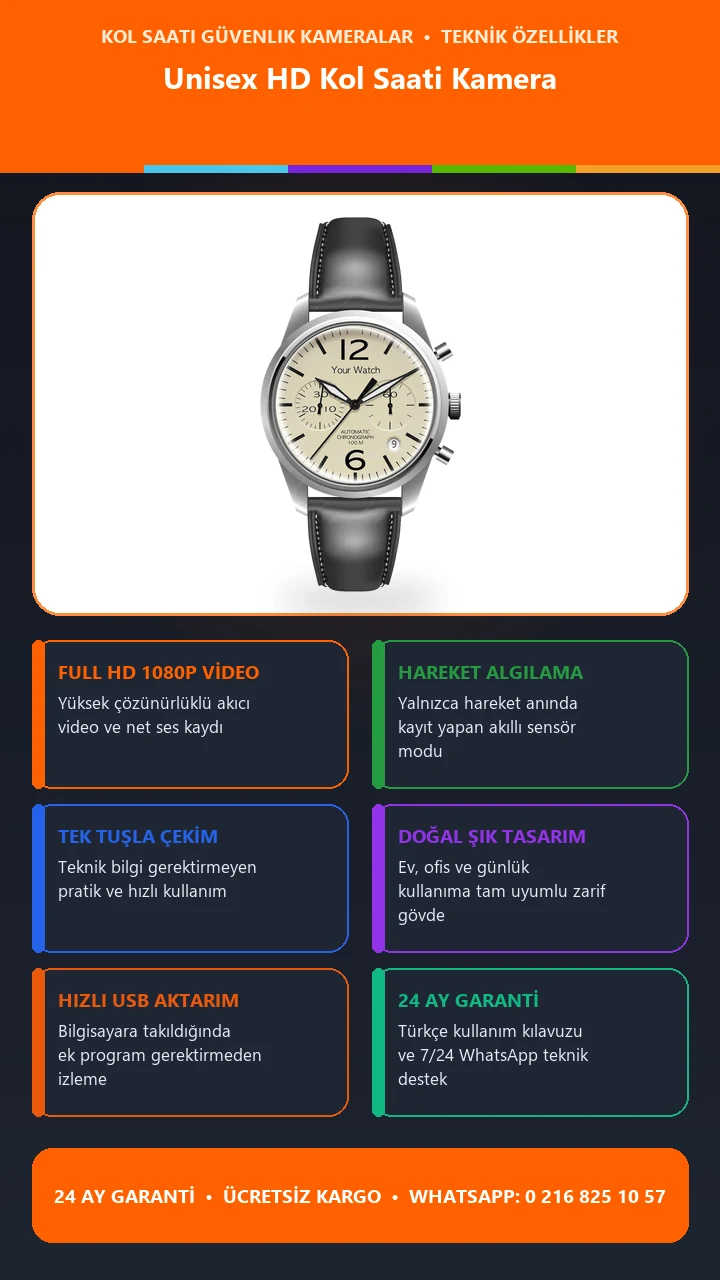 KOL SAATI GÜVENLIK KAMERALAR • TEKNİK ÖZELLİKLER
Unisex HD Kol Saati Kamera
12
Your Watch
30
60
20
10
AUTOMATIC
CHRONOGRAPH
100 M
9
6
FULL HD 1080P VİDEO
Yüksek çözünürlüklü akıcı
video ve net ses kaydı
HAREKET ALGILAMA
Yalnızca hareket anında
kayıt yapan akıllı sensör
modu
TEK TUŞLA ÇEKİM
Teknik bilgi gerektirmeyen
pratik ve hızlı kullanım
DOĞAL ŞIK TASARIM
Ev, ofis ve günlük
kullanıma tam uyumlu zarif
gövde
HIZLI USB AKTARIM
Bilgisayara takıldığında
ek program gerektirmeden
izleme
24 AY GARANTİ
Türkçe kullanım kılavuzu
ve 7/24 WhatsApp teknik
destek
24 AY GARANTİ • ÜCRETSİZ KARGO • WHATSAPP: 0 216 825 10 57